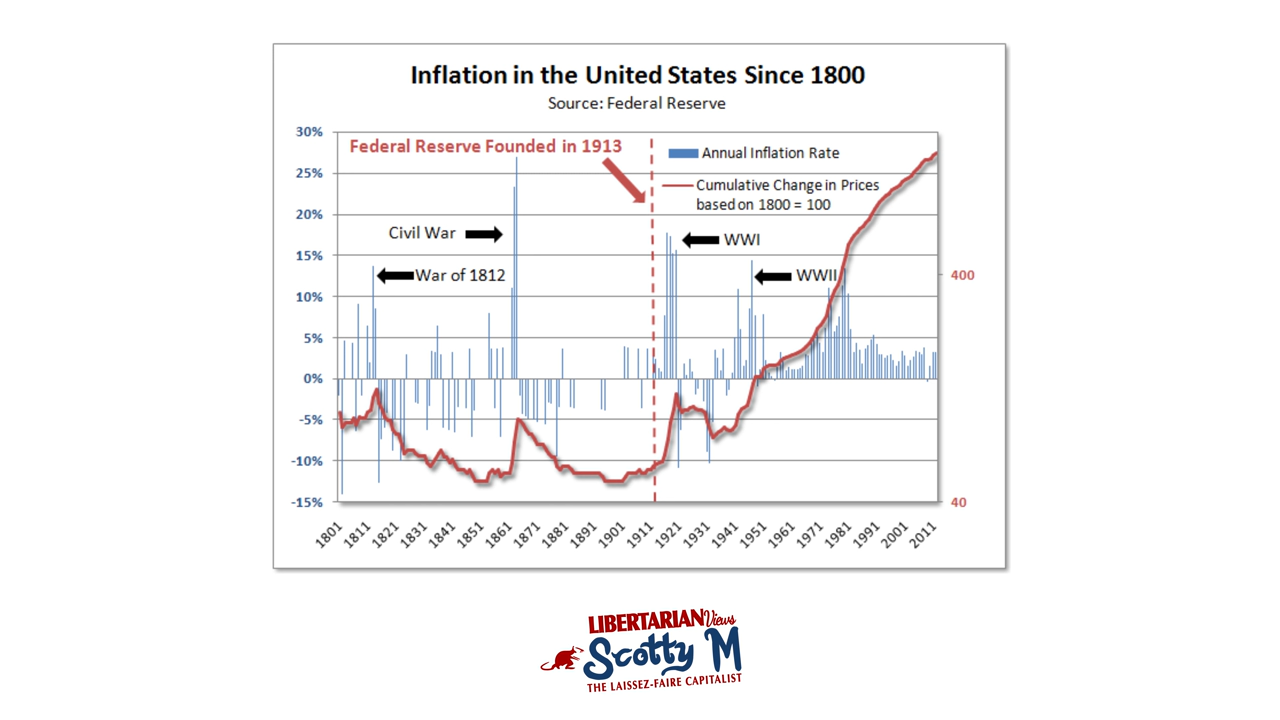 Inflation in the United States Since 1800
Source: Federal Reserve
30%
25%
20%
15%
10%
5%
0%
-5%
-10%
-15%
Federal Reserve Founded in 1913
Annual Inflation Rate
Cumulative Change in Prices
based on 1800 = 100
Civil War
War of 1812
WWI
WWII
400
40
1801
1811
1821
1831
1841
1851
1861
1871
1881
1891
1901
1911
1921
1931
1941
1951
1961
1971
1981
1991
2001
2011
LIBERTARIAN Views
Scotty M
THE LAISSEZ-FAIRE CAPITALIST